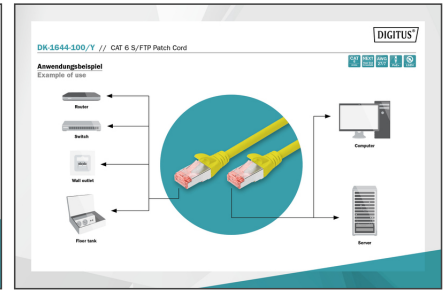 DIGITUS®
DK-1644-100/Y // CAT 6 S/FTP Patch Cord
Anwendungsbeispiel
Example of use
Router
Switch
Wall outlet
Floor tank
Computer
Server